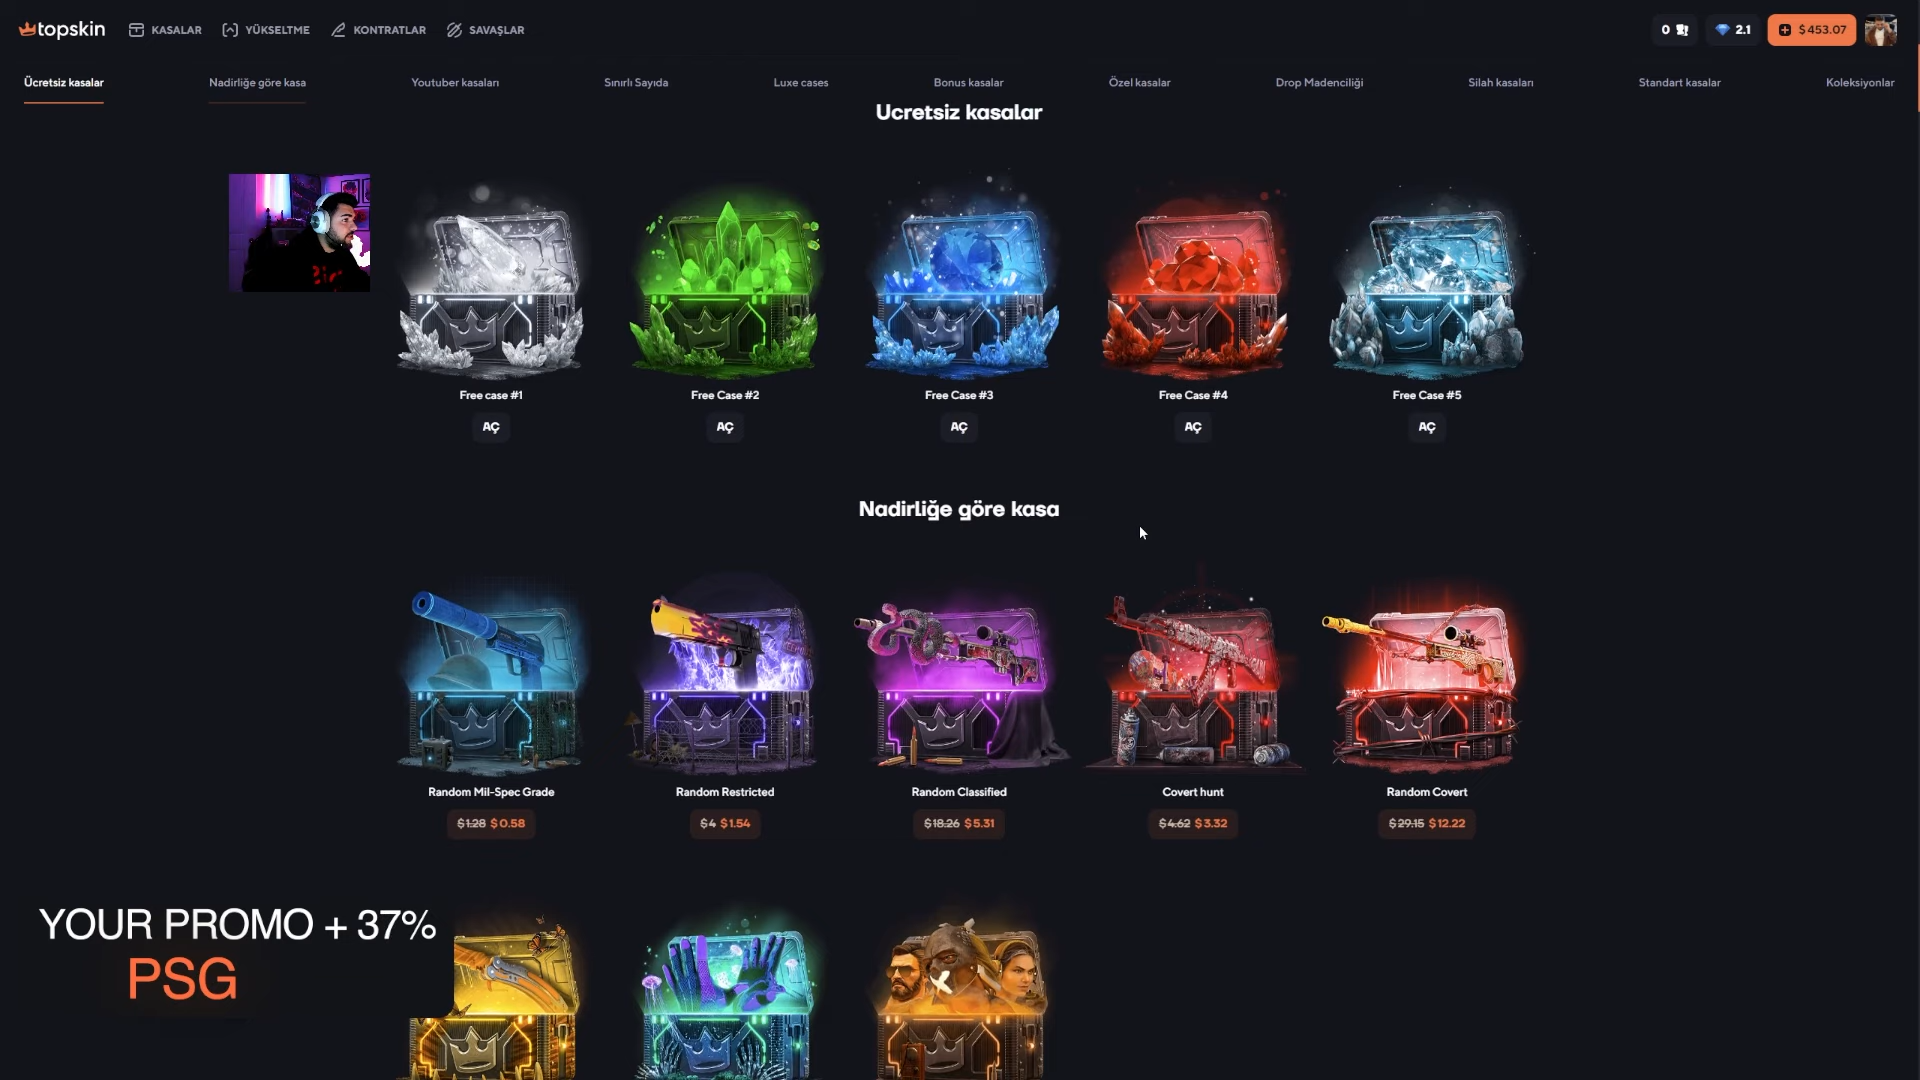 topskin KASALAR YÜKSELTME KONTRATLAR SAVAŞLAR 0 2.1 $ 453.07
Ücretsiz kasalar Nadirliğe göre kasa Youtuber kasaları Sınırlı Sayıda Luxe cases Bonus kasalar Özel kasalar Drop Madenciliği Silah kasaları Standart kasalar Koleksiyonlar
Ucretsiz kasalar
Free case #1 Free Case #2 Free Case #3 Free Case #4 Free Case #5
AÇ AÇ AÇ AÇ AÇ
Nadirliğe göre kasa
Random Mil-Spec Grade Random Restricted Random Classified Covert hunt Random Covert
$1.28 $0.58 $4 $1.54 $18.26 $5.31 $4.62 $3.32 $29.15 $12.22
YOUR PROMO + 37%
PSG